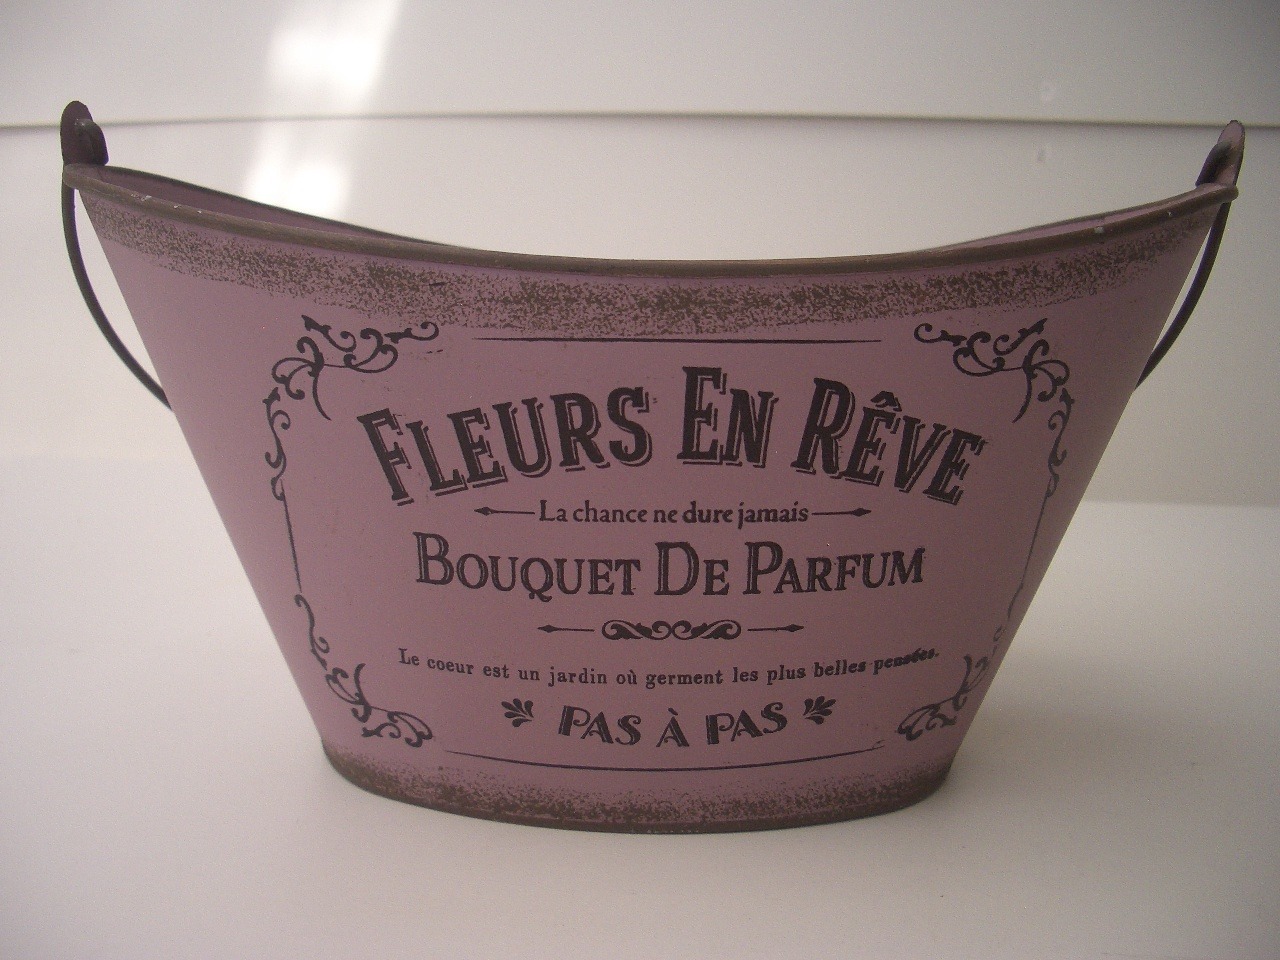 FLEURS EN RÊVE
La chance ne dure jamais
BOUQUET DE PARFUM
Le coeur est un jardin où germent les plus belles pensées.
PAS À PAS